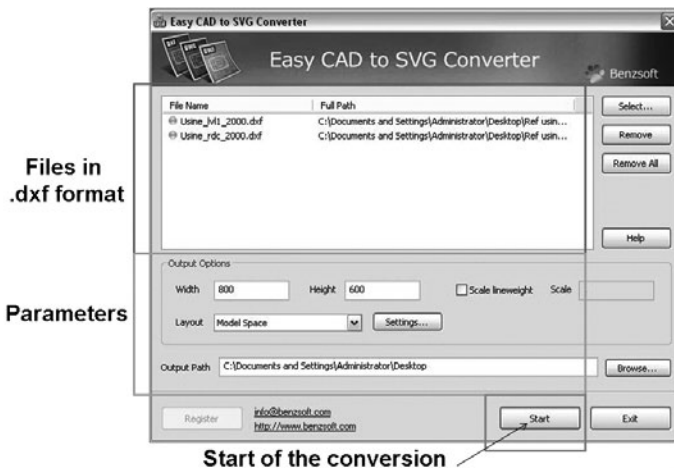 Easy CAD to SVG Converter
Easy CAD to SVG Converter
Benzsoft
File Name Full Path
Usine_lvl1_2000.dxf C:\Documents and Settings\Administrator\Desktop\Ref usin...
Usine_rdc_2000.dxf C:\Documents and Settings\Administrator\Desktop\Ref usin...
Select...
Remove
Remove All
Help
Files in
.dxf format
Output Options
Width 800 Height 600 Scale lineweight Scale
Layout Model Space Settings...
Parameters
Output Path C:\Documents and Settings\Administrator\Desktop Browse...
Register
info@benzsoft.com
http://www.benzsoft.com
Start Exit
Start of the conversion